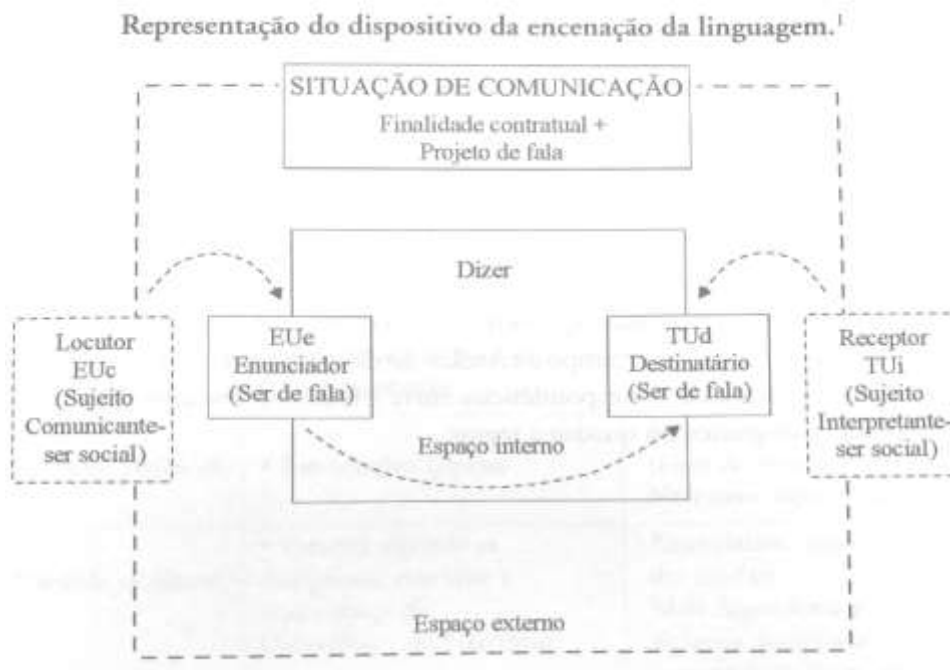 Representação do dispositivo da encenação da linguagem.¹
SITUAÇÃO DE COMUNICAÇÃO
Finalidade contratual +
Projeto de fala
Dizer
Locutor
EUc
(Sujeito
Comunicante-
ser social)
EUe
Enunciador
(Ser de fala)
TUd
Destinatário
(Ser de fala)
Receptor
TUi
(Sujeito
Interpretante-
ser social)
Espaço interno
Espaço externo